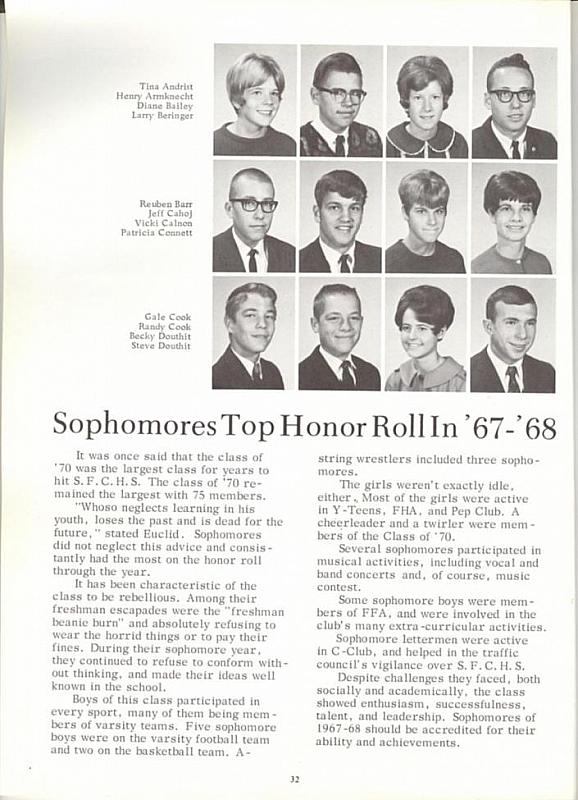 Tina Andrist
Henry Armknecht
Diane Bailey
Larry Beringer
Reuben Barr
Jeff Cahoj
Vicki Calnon
Patricia Connett
Gale Cook
Randy Cook
Becky Douthit
Steve Douthit
Sophomores Top Honor Roll In '67-'68
It was once said that the class of
'70 was the largest class for years to
hit S.F.C.H.S. The class of '70 re-
mained the largest with 75 members.
"Whoso neglects learning in his
youth, loses the past and is dead for the
future," stated Euclid. Sophomores
did not neglect this advice and consis-
tantly had the most on the honor roll
through the year.
It has been characteristic of the
class to be rebellious. Among their
freshman escapades were the "freshman
beanie burn" and absolutely refusing to
wear the horrid things or to pay their
fines. During their sophomore year,
they continued to refuse to conform with-
out thinking, and made their ideas well
known in the school.
Boys of this class participated in
every sport, many of them being mem-
bers of varsity teams. Five sophomore
boys were on the varsity football team
and two on the basketball team. A-
string wrestlers included three sopho-
mores.
The girls weren't exactly idle,
either. Most of the girls were active
in Y-Teens, FHA, and Pep Club. A
cheerleader and a twirler were mem-
bers of the Class of '70.
Several sophomores participated in
musical activities, including vocal and
band concerts and, of course, music
contest.
Some sophomore boys were mem-
bers of FFA, and were involved in the
club's many extra-curricular activities.
Sophomore lettermen were active
in C-Club, and helped in the traffic
council's vigilance over S.F.C.H.S.
Despite challenges they faced, both
socially and academically, the class
showed enthusiasm, successfulness,
talent, and leadership. Sophomores of
1967-68 should be accredited for their
ability and achievements.
32